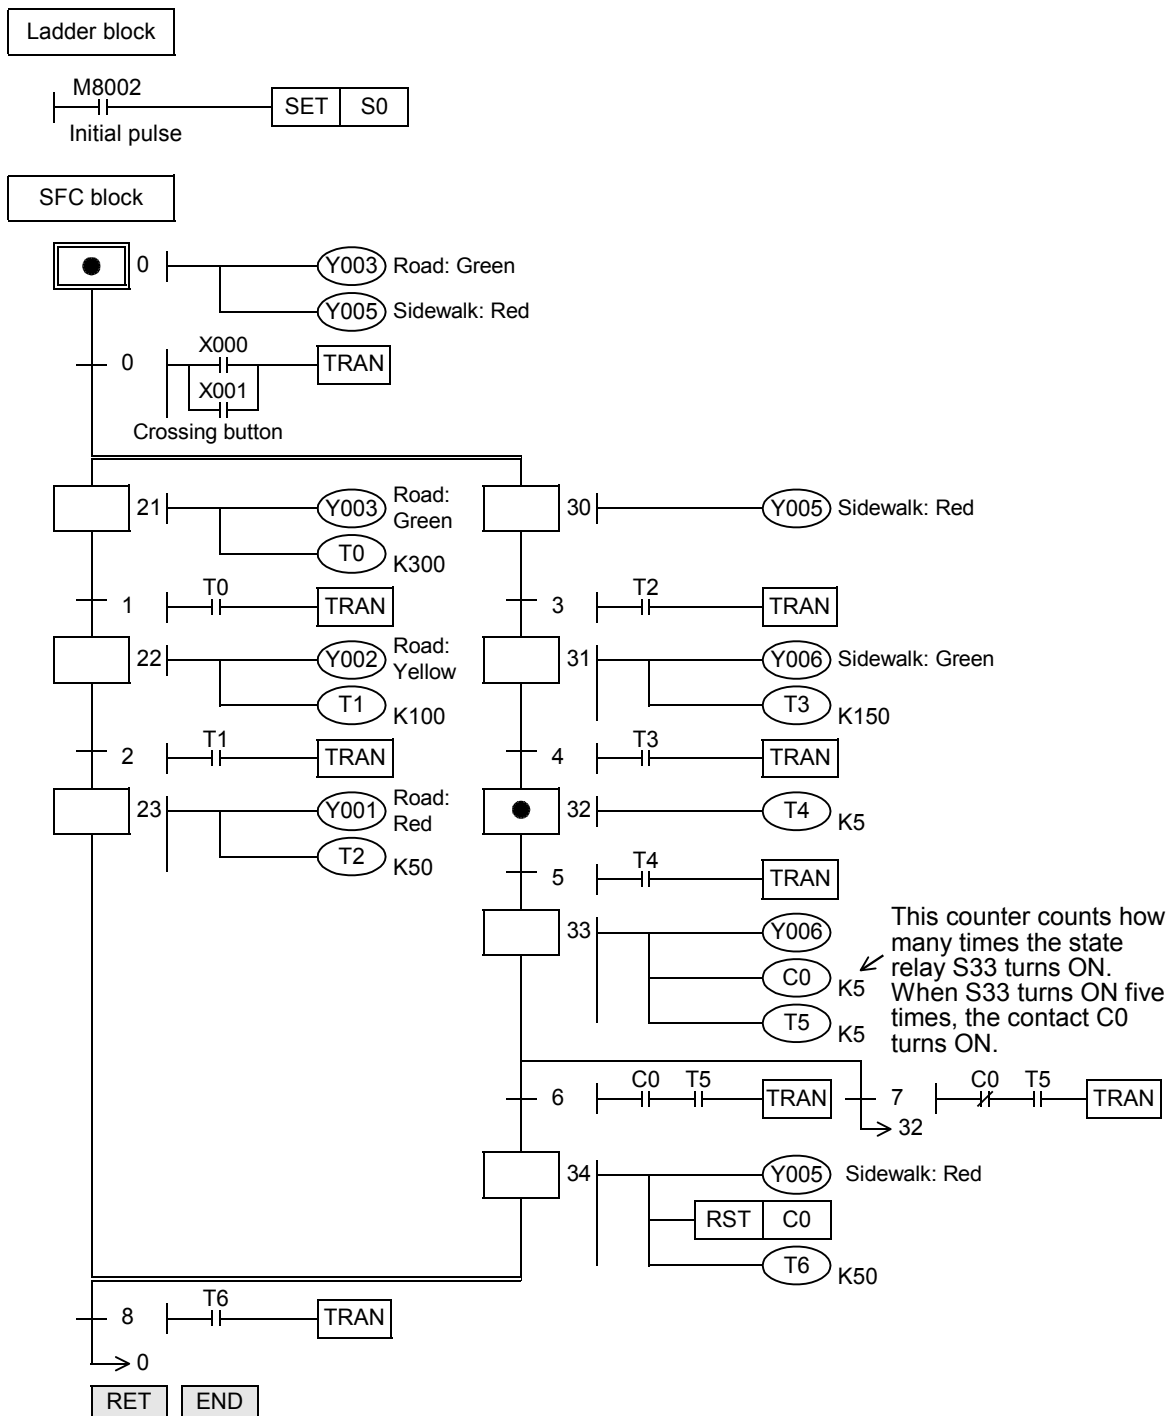 Ladder block
M8002
SET S0
Initial pulse
SFC block
0 Y003 Road: Green
Y005 Sidewalk: Red
X000
0 TRAN
X001
Crossing button
21 Y003 Road:
Green
T0 K300
30 Y005 Sidewalk: Red
T0
1 TRAN
T2
3 TRAN
22 Y002 Road:
Yellow
T1 K100
31 Y006 Sidewalk: Green
T3 K150
T1
2 TRAN
T3
4 TRAN
23 Y001 Road:
Red
T2 K50
32 T4 K5
T4
5 TRAN
33 Y006
C0 K5
T5 K5
This counter counts how
many times the state
relay S33 turns ON.
When S33 turns ON five
times, the contact C0
turns ON.
C0 T5
6 TRAN
C0 T5
7 TRAN
32
34 Y005 Sidewalk: Red
RST C0
T6 K50
T6
8 TRAN
0
RET END